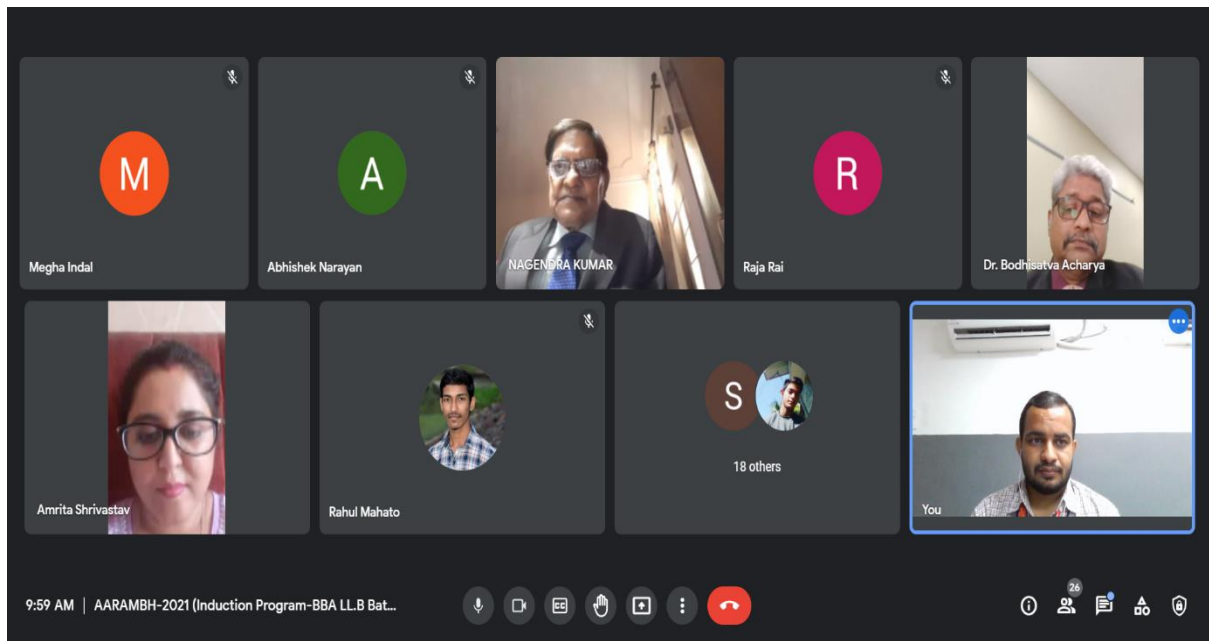 M
Megha Indal
A
Abhishek Narayan
NAGENDRA KUMAR
R
Raja Rai
Dr. Bodhisatva Acharya
Amrita Shrivastav
Rahul Mahato
S
18 others
You
9:59 AM | AARAMBH-2021 (Induction Program-BBA LL.B Bat...
CC
26